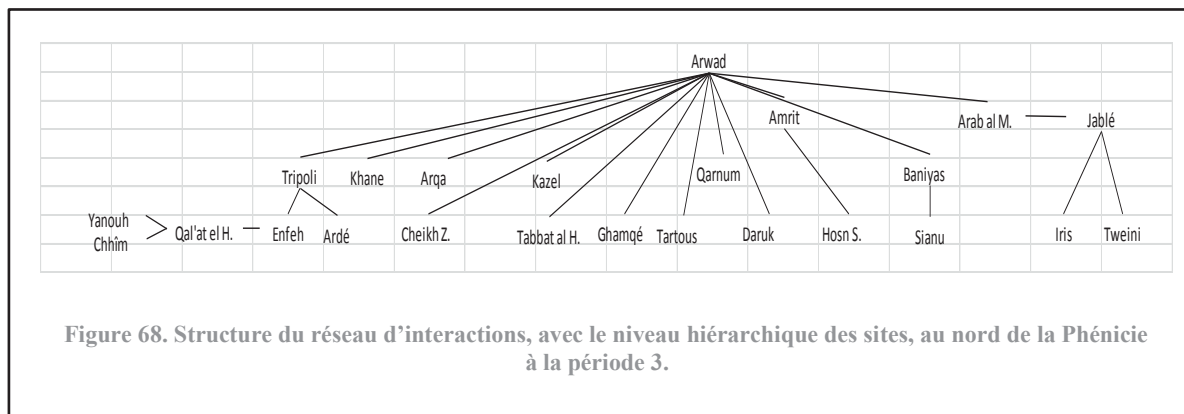 Arwad
Amrit
Arab al M.
Jablé
Tripoli
Khane
Arqa
Kazel
Qarnum
Baniyas
Yanouh
Chhîm
Qal'at el H.
Enfeh
Ardé
Cheikh Z.
Tabbat al H.
Ghamqé
Tartous
Daruk
Hosn S.
Sianu
Iris
Tweini
Figure 68. Structure du réseau d'interactions, avec le niveau hiérarchique des sites, au nord de la Phénicie
à la période 3.